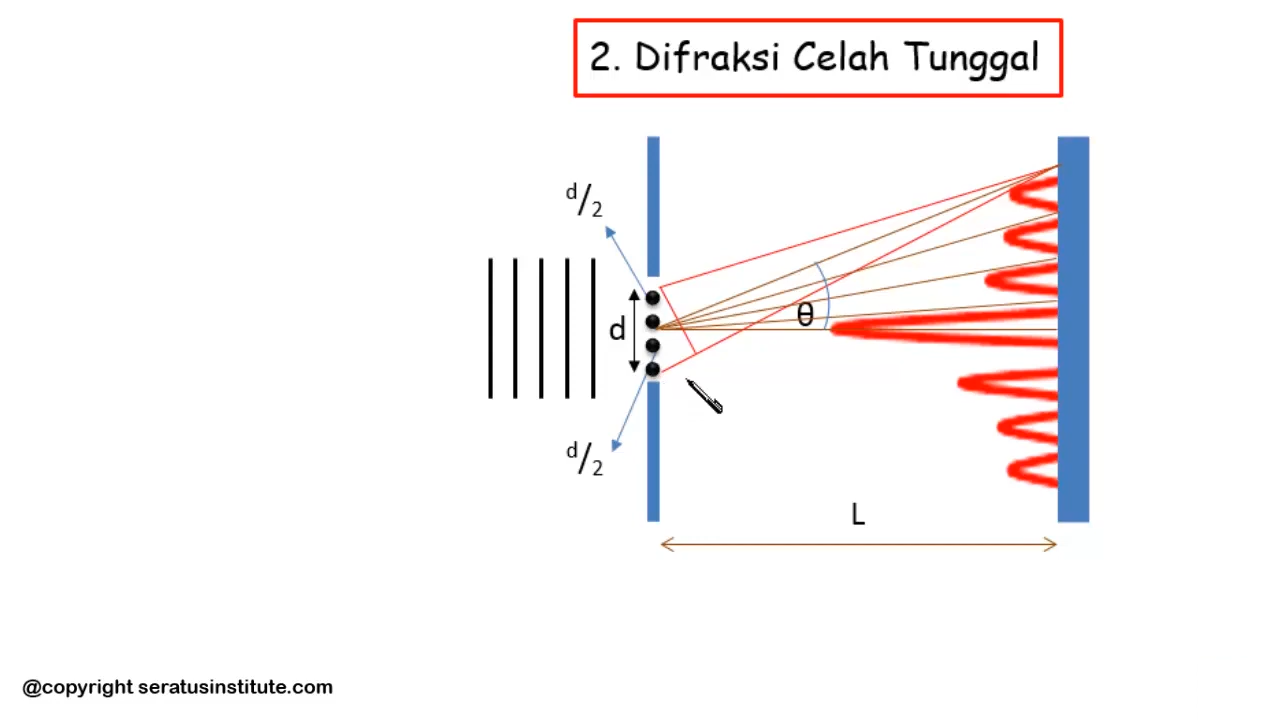 2. Difraksi Celah Tunggal
d/2
d
θ
d/2
L
@copyright seratusinstitute.com